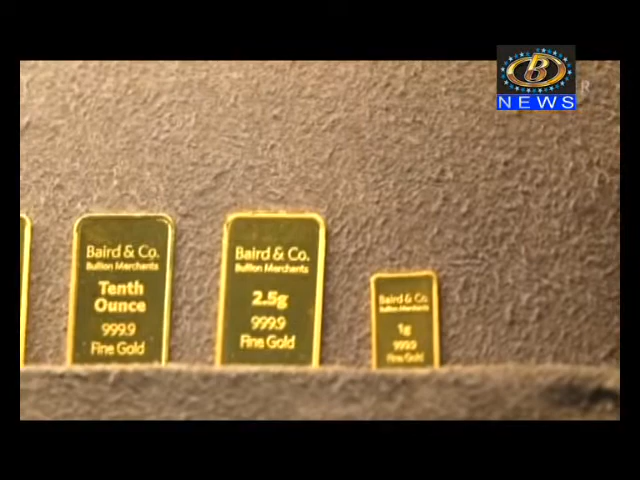 B
NEWS
R
Baird & Co.
Bullion Merchants
Tenth
Ounce
999.9
Fine Gold
Baird & Co.
Bullion Merchants
2.5g
999.9
Fine Gold
Baird & Co
Bullion Merchants
1g
999.9
Fine Gold